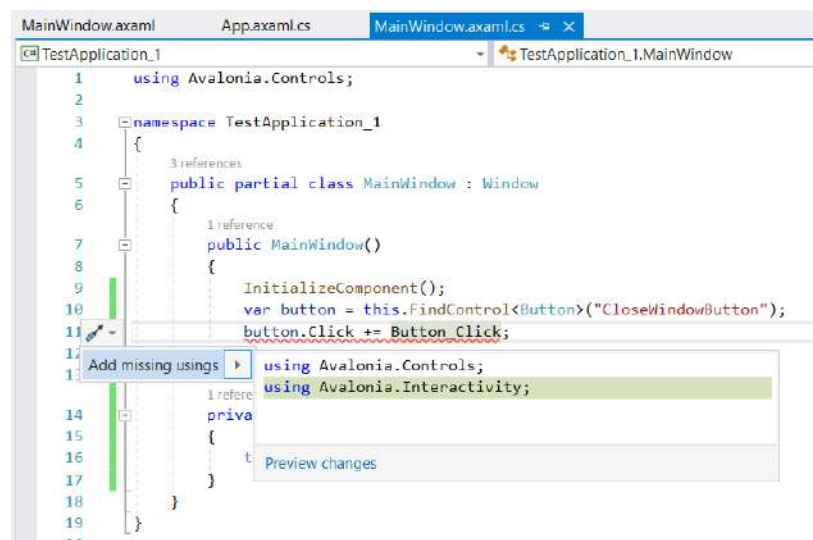 MainWindow.axaml App.axaml.cs MainWindow.axaml.cs
C# TestApplication_1 TestApplication_1.MainWindow
1 using Avalonia.Controls;
2
3 namespace TestApplication_1
4 {
3 references
5 public partial class MainWindow : Window
6 {
1 reference
7 public MainWindow()
8 {
9 InitializeComponent();
10 var button = this.FindControl<Button>("CloseWindowButton");
11 button.Click += Button_Click;
12
Add missing usings using Avalonia.Controls;
13 using Avalonia.Interactivity;
1 refere
14 priva
15 {
16 t
Preview changes
17 }
18 }
19 }